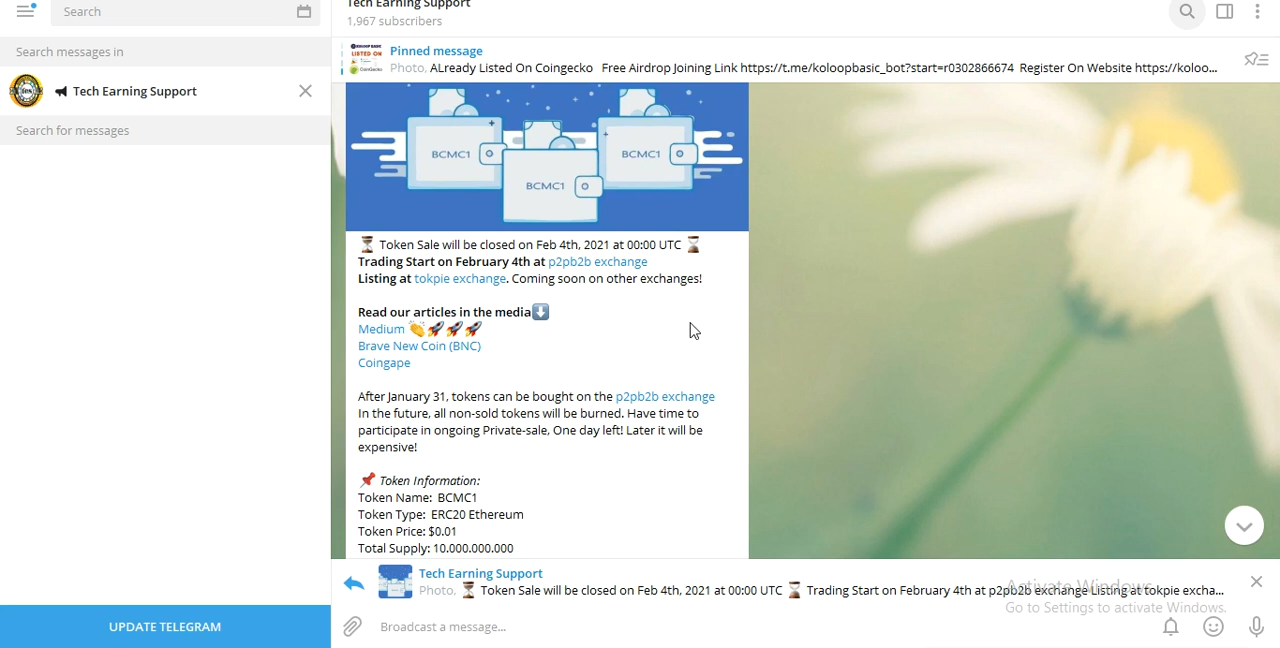 Search
Tech Earning Support
1,967 subscribers
Search messages in
Tech Earning Support
Search for messages
Pinned message
Photo, ALready Listed On Coingecko Free Airdrop Joining Link https://t.me/koloopbasic_bot?start=r0302866674 Register On Website https://koloo...
LISTED ON
BCMC1
BCMC1
BCMC1
⏳ Token Sale will be closed on Feb 4th, 2021 at 00:00 UTC ⏳
Trading Start on February 4th at p2pb2b exchange
Listing at tokpie exchange. Coming soon on other exchanges!
Read our articles in the media⬇️
Medium 👏🚀🚀🚀
Brave New Coin (BNC)
Coingape
After January 31, tokens can be bought on the p2pb2b exchange
In the future, all non-sold tokens will be burned. Have time to
participate in ongoing Private-sale, One day left! Later it will be
expensive!
📌 Token Information:
Token Name: BCMC1
Token Type: ERC20 Ethereum
Token Price: $0.01
Total Supply: 10.000.000.000
Tech Earning Support
Photo, ⏳ Token Sale will be closed on Feb 4th, 2021 at 00:00 UTC ⏳ Trading Start on February 4th at p2pb2b exchange Listing at tokpie excha...
Activate Windows
Go to Settings to activate Windows.
UPDATE TELEGRAM
Broadcast a message...